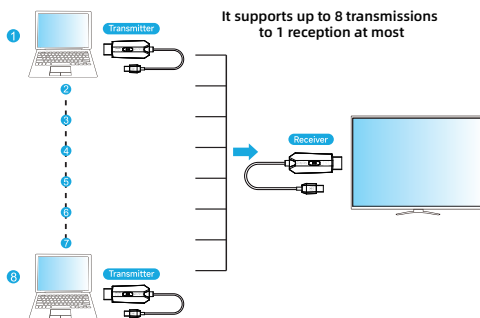 It supports up to 8 transmissions
to 1 reception at most
1
Transmitter
2
3
4
5
6
7
Receiver
8
Transmitter